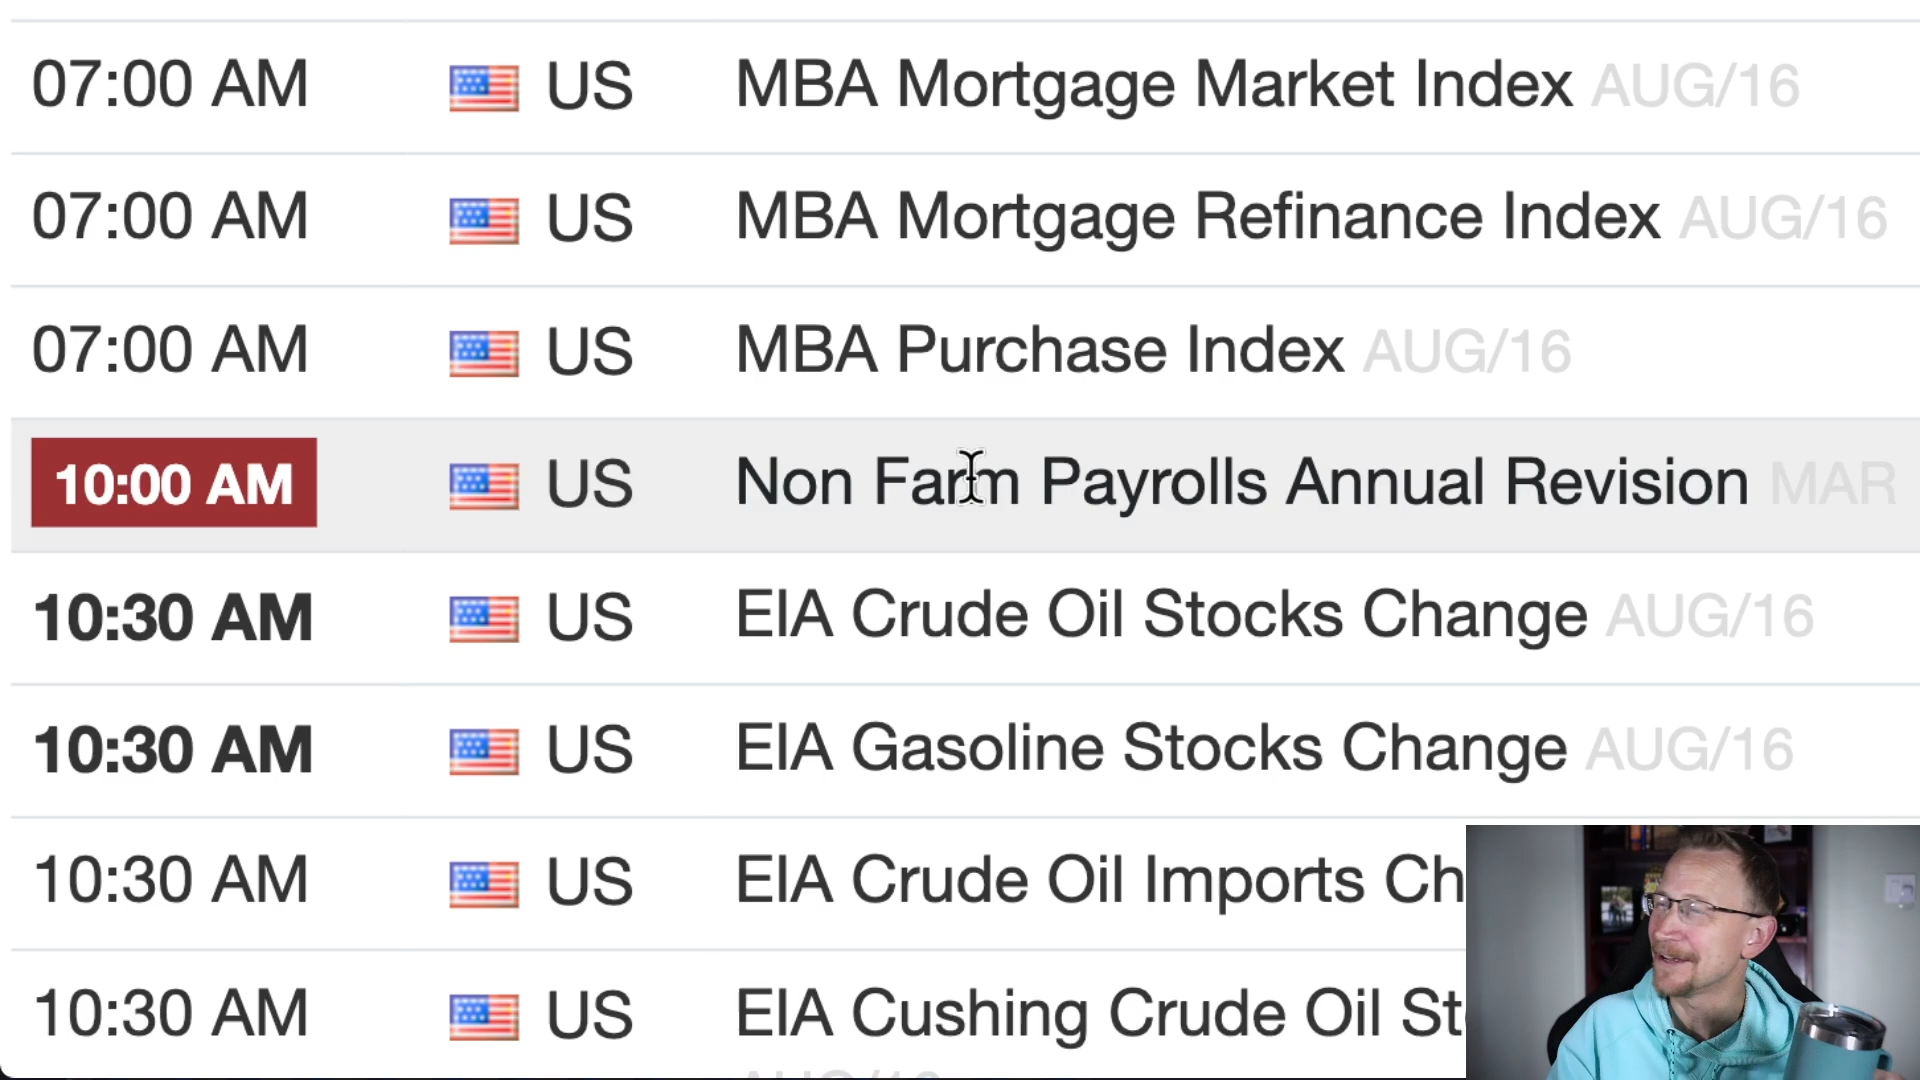 07:00 AM US MBA Mortgage Market Index AUG/16
07:00 AM US MBA Mortgage Refinance Index AUG/16
07:00 AM US MBA Purchase Index AUG/16
10:00 AM US Non Farm Payrolls Annual Revision MAR
10:30 AM US EIA Crude Oil Stocks Change AUG/16
10:30 AM US EIA Gasoline Stocks Change AUG/16
10:30 AM US EIA Crude Oil Imports Ch
10:30 AM US EIA Cushing Crude Oil St